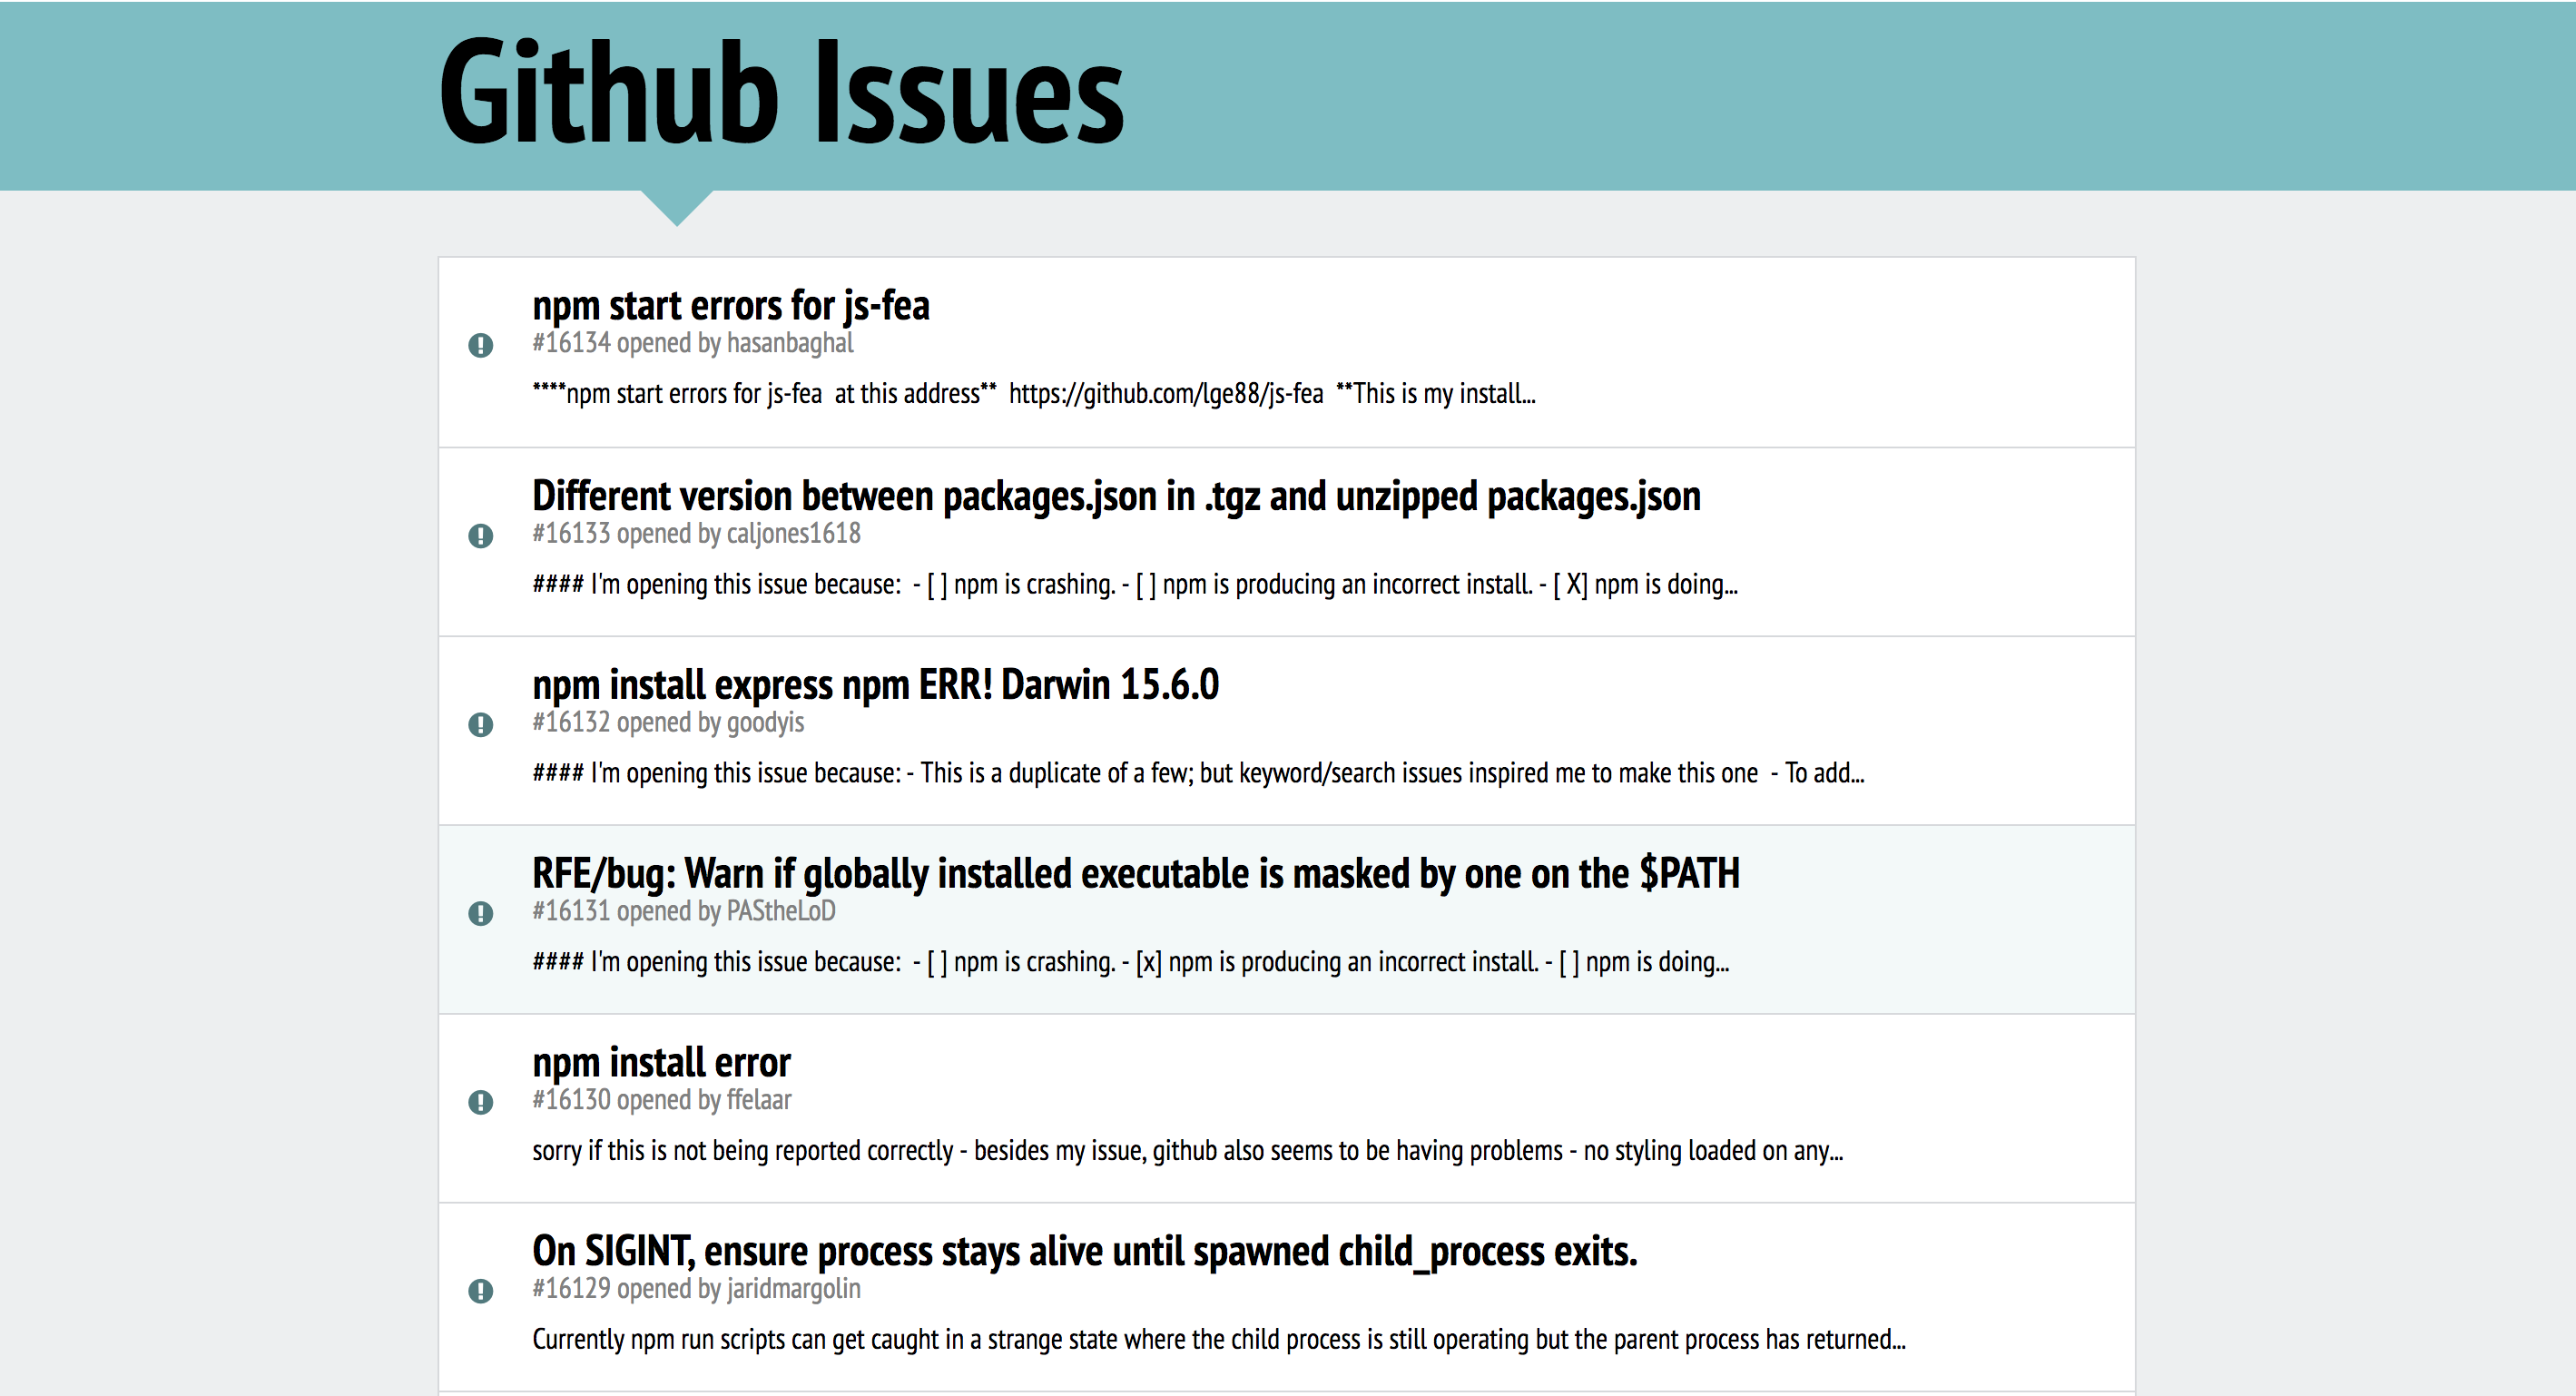 Github Issues
npm start errors for js-fea
#16134 opened by hasanbaghal
****npm start errors for js-fea  at this address**  https://github.com/lge88/js-fea  **This is my install...
Different version between packages.json in .tgz and unzipped packages.json
#16133 opened by caljones1618
#### I'm opening this issue because:  - [ ] npm is crashing. - [ ] npm is producing an incorrect install. - [ X] npm is doing...
npm install express npm ERR! Darwin 15.6.0
#16132 opened by goodyis
#### I'm opening this issue because: - This is a duplicate of a few; but keyword/search issues inspired me to make this one  - To add...
RFE/bug: Warn if globally installed executable is masked by one on the $PATH
#16131 opened by PAStheLoD
#### I'm opening this issue because:  - [ ] npm is crashing. - [x] npm is producing an incorrect install. - [ ] npm is doing...
npm install error
#16130 opened by ffelaar
sorry if this is not being reported correctly - besides my issue, github also seems to be having problems - no styling loaded on any...
On SIGINT, ensure process stays alive until spawned child_process exits.
#16129 opened by jaridmargolin
Currently npm run scripts can get caught in a strange state where the child process is still operating but the parent process has returned...